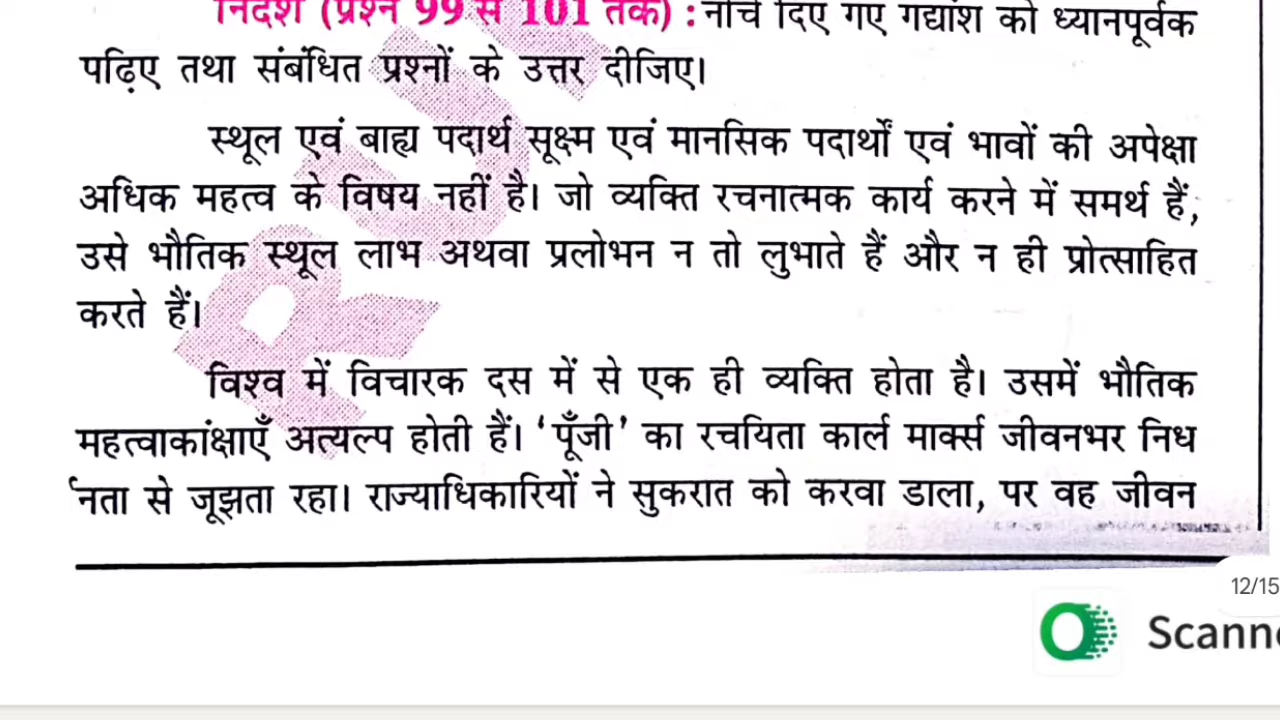 निर्देश (प्रश्न 99 से 101 तक) : नीचे दिए गए गद्यांश को ध्यानपूर्वक
पढ़िए तथा संबंधित प्रश्नों के उत्तर दीजिए।
स्थूल एवं बाह्य पदार्थ सूक्ष्म एवं मानसिक पदार्थों एवं भावों की अपेक्षा
अधिक महत्व के विषय नहीं है। जो व्यक्ति रचनात्मक कार्य करने में समर्थ हैं,
उसे भौतिक स्थूल लाभ अथवा प्रलोभन न तो लुभाते हैं और न ही प्रोत्साहित
करते हैं।
विश्व में विचारक दस में से एक ही व्यक्ति होता है। उसमें भौतिक
महत्वाकांक्षाएँ अत्यल्प होती हैं। ‘पूँजी’ का रचयिता कार्ल मार्क्स जीवनभर निध
र्नता से जूझता रहा। राज्याधिकारियों ने सुकरात को करवा डाला, पर वह जीवन
12/15